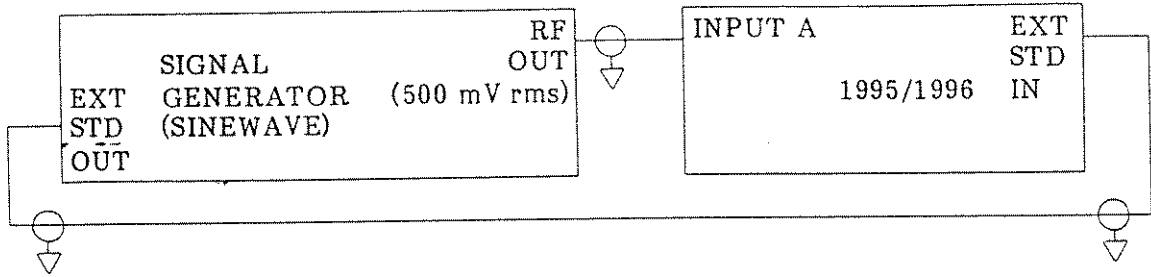 RF
OUT
(500 mV rms)
SIGNAL
GENERATOR
(SINEWAVE)
EXT
STD
OUT
INPUT A
1995/1996
EXT
STD
IN